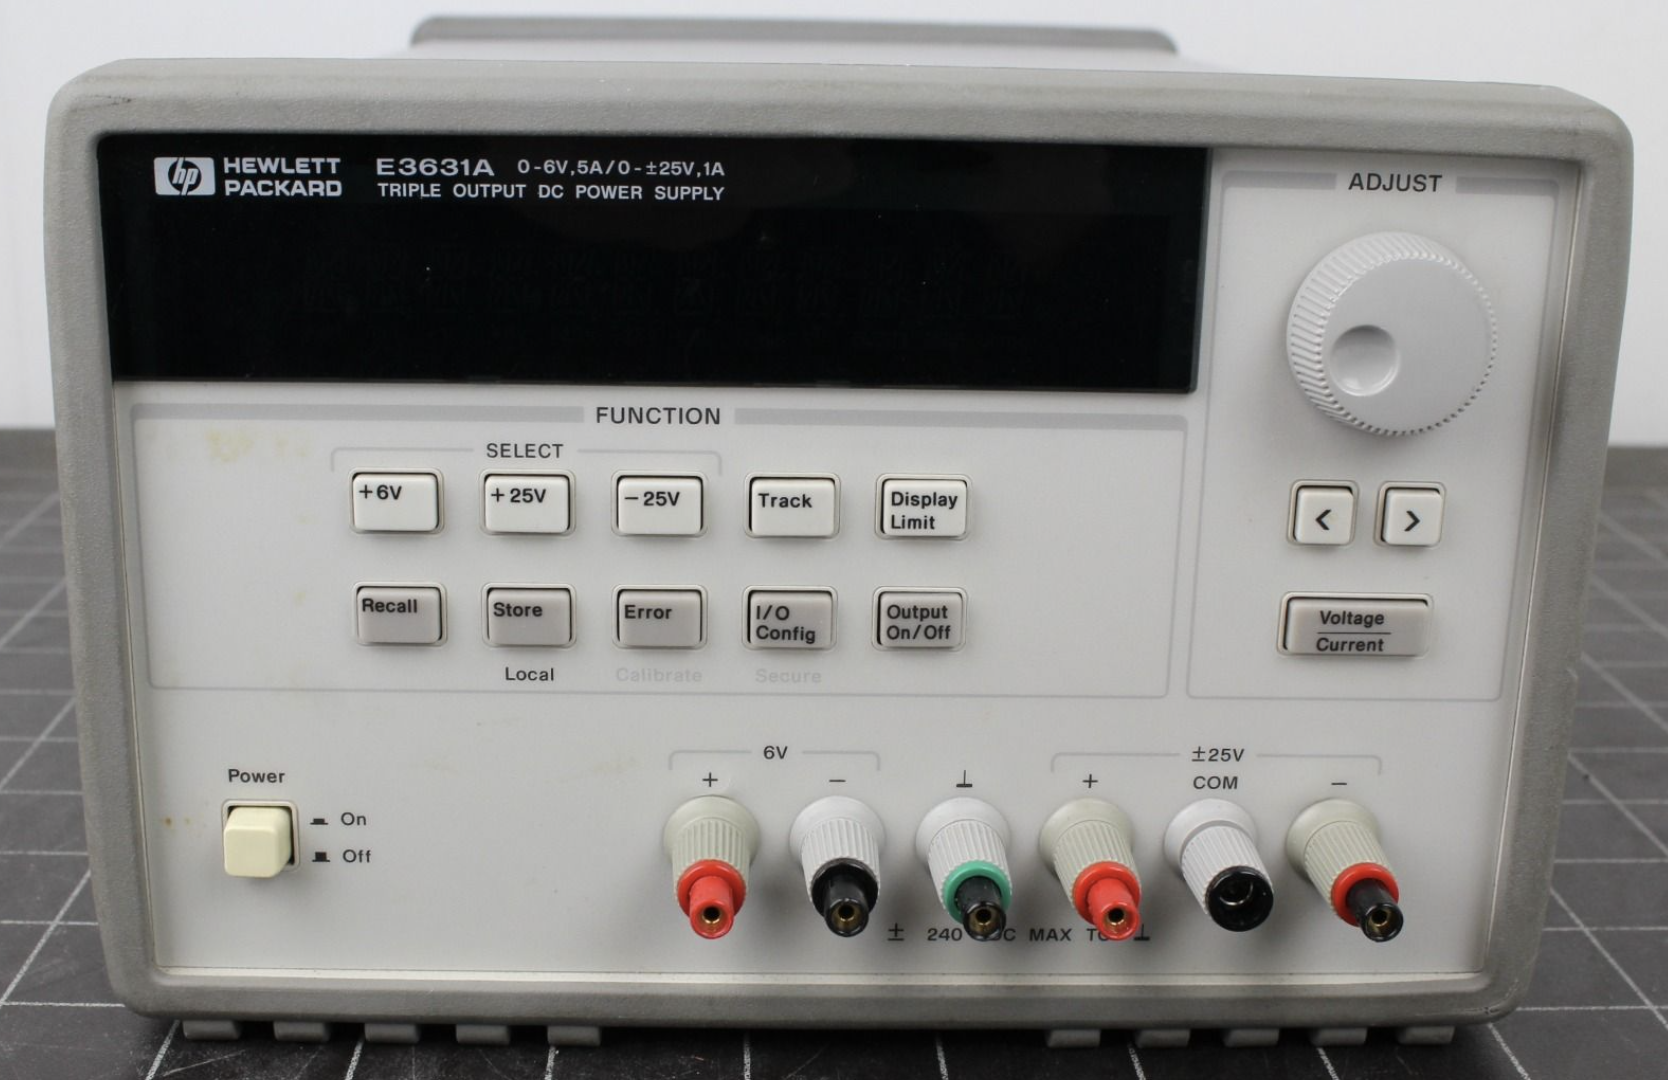 hp HEWLETT PACKARD
E3631A 0-6V,5A/0-±25V,1A
TRIPLE OUTPUT DC POWER SUPPLY
ADJUST
FUNCTION
SELECT
+6V +25V -25V Track Display Limit
< >
Recall Store Error I/O Config Output On/Off
Voltage
Current
Local Calibrate Secure
Power
On
Off
6V
+ -
⊥
±25V
+ COM -
± 240 MAX ⊥